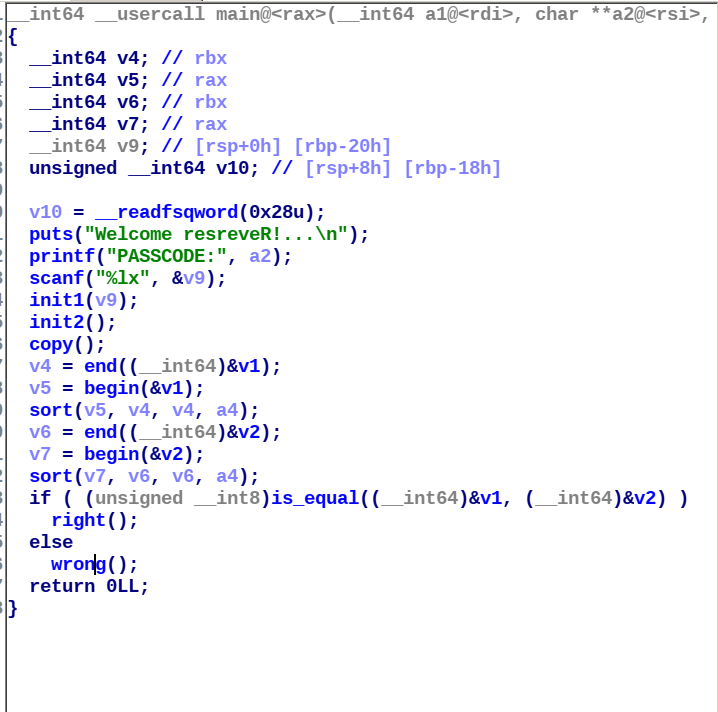 __int64 __usercall main@<rax>(__int64 a1@<rdi>, char **a2@<rsi>,
{
  __int64 v4; // rbx
  __int64 v5; // rax
  __int64 v6; // rbx
  __int64 v7; // rax
  __int64 v9; // [rsp+0h] [rbp-20h]
  unsigned __int64 v10; // [rsp+8h] [rbp-18h]

  v10 = __readfsqword(0x28u);
  puts("Welcome resreveR!...\n");
  printf("PASSCODE:", a2);
  scanf("%lx", &v9);
  init1(v9);
  init2();
  copy();
  v4 = end((__int64)&v1);
  v5 = begin(&v1);
  sort(v5, v4, v4, a4);
  v6 = end((__int64)&v2);
  v7 = begin(&v2);
  sort(v7, v6, v6, a4);
  if ( (unsigned __int8)is_equal((__int64)&v1, (__int64)&v2) )
    right();
  else
    wrong();
  return 0LL;
}